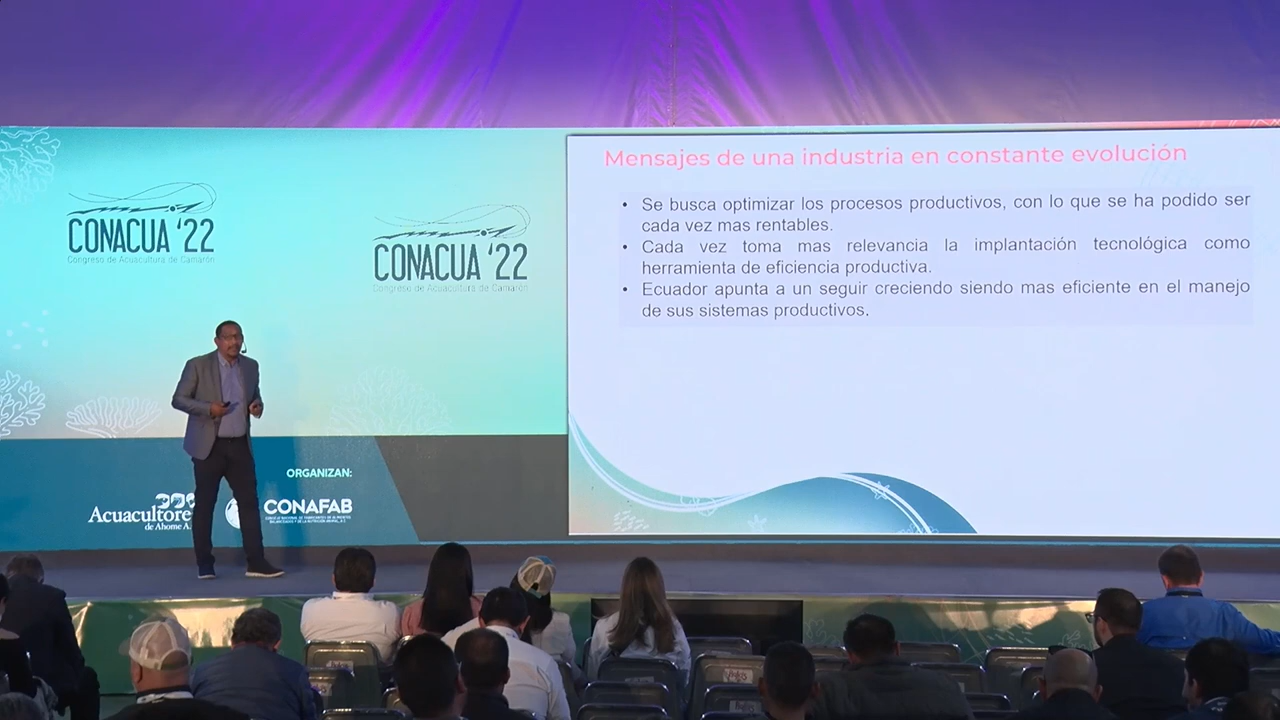 CONACUA '22
Congreso de Acuacultura de Camarón
CONACUA '22
Congreso de Acuacultura de Camarón
ORGANIZAN:
Acuacultore
de Ahome A.
CONAFAB
Mensajes de una industria en constante evolución
• Se busca optimizar los procesos productivos, con lo que se ha podido ser
cada vez mas rentables.
• Cada vez toma mas relevancia la implantación tecnológica como
herramienta de eficiencia productiva.
• Ecuador apunta a un seguir creciendo siendo mas eficiente en el manejo
de sus sistemas productivos.